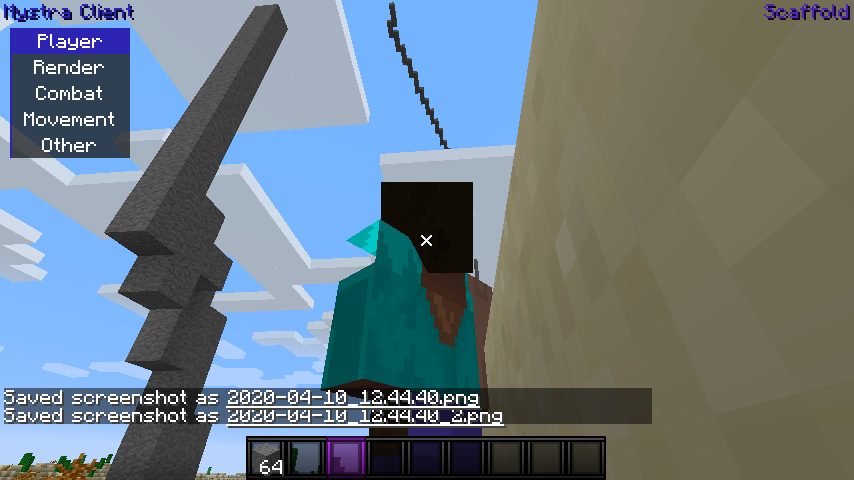 Nystra Client
Scaffold
Player
Render
Combat
Movement
Other
Saved screenshot as 2020-04-10_12.44.40.png
Saved screenshot as 2020-04-10_12.44.40_2.png
64